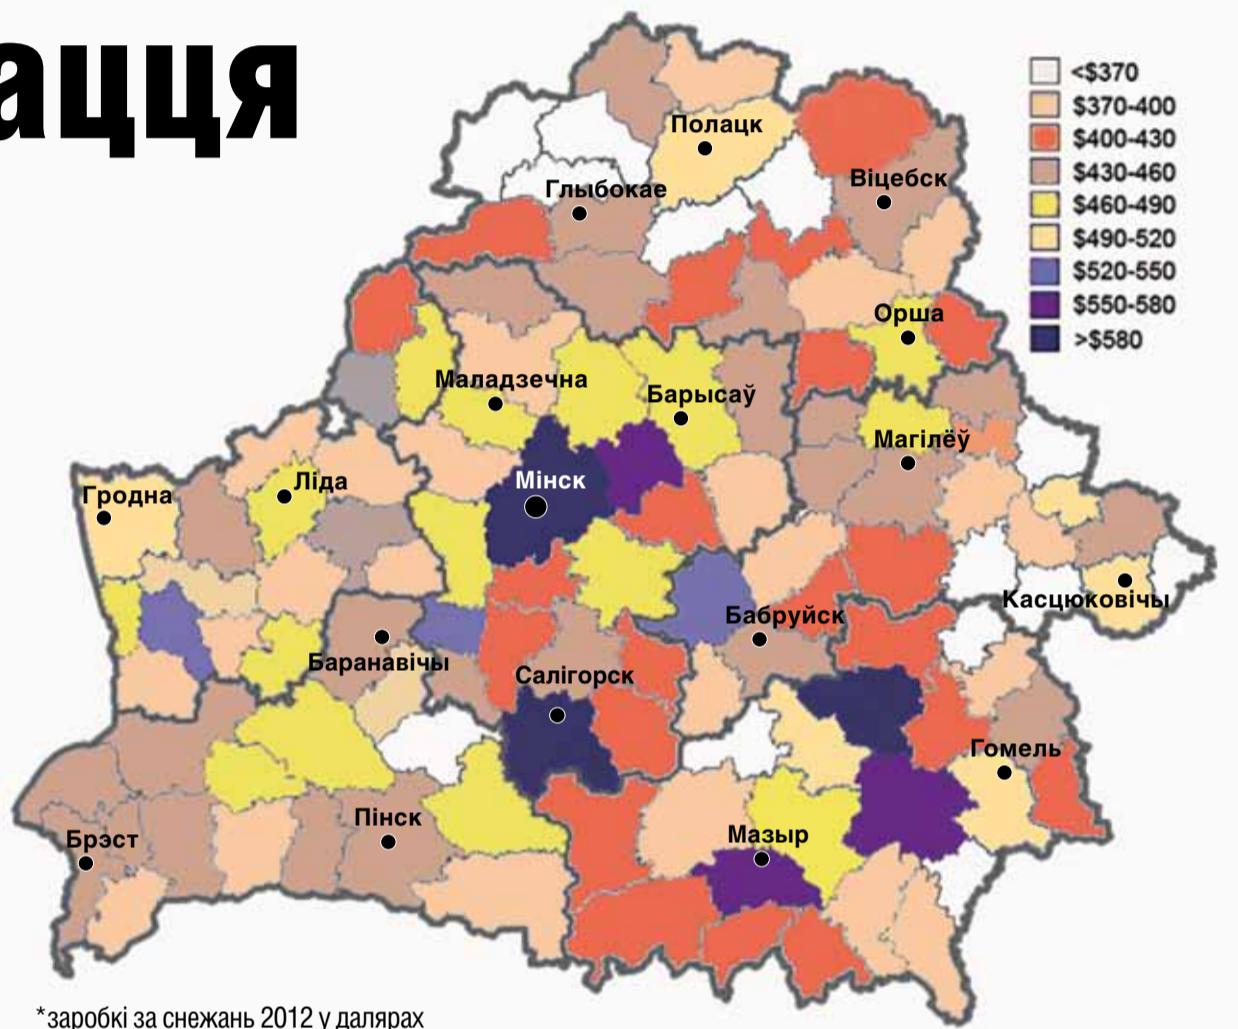 ацця
<$370
$370-400
$400-430
$430-460
$460-490
$490-520
$520-550
$550-580
>$580
Полацк
Глыбокае
Віцебск
Орша
Маладзечна
Барысаў
Магілёў
Гродна
Ліда
Мінск
Касцюковічы
Бабруйск
Баранавічы
Салігорск
Гомель
Пінск
Мазыр
Брэст
*заробкі за снежань 2012 у далярах